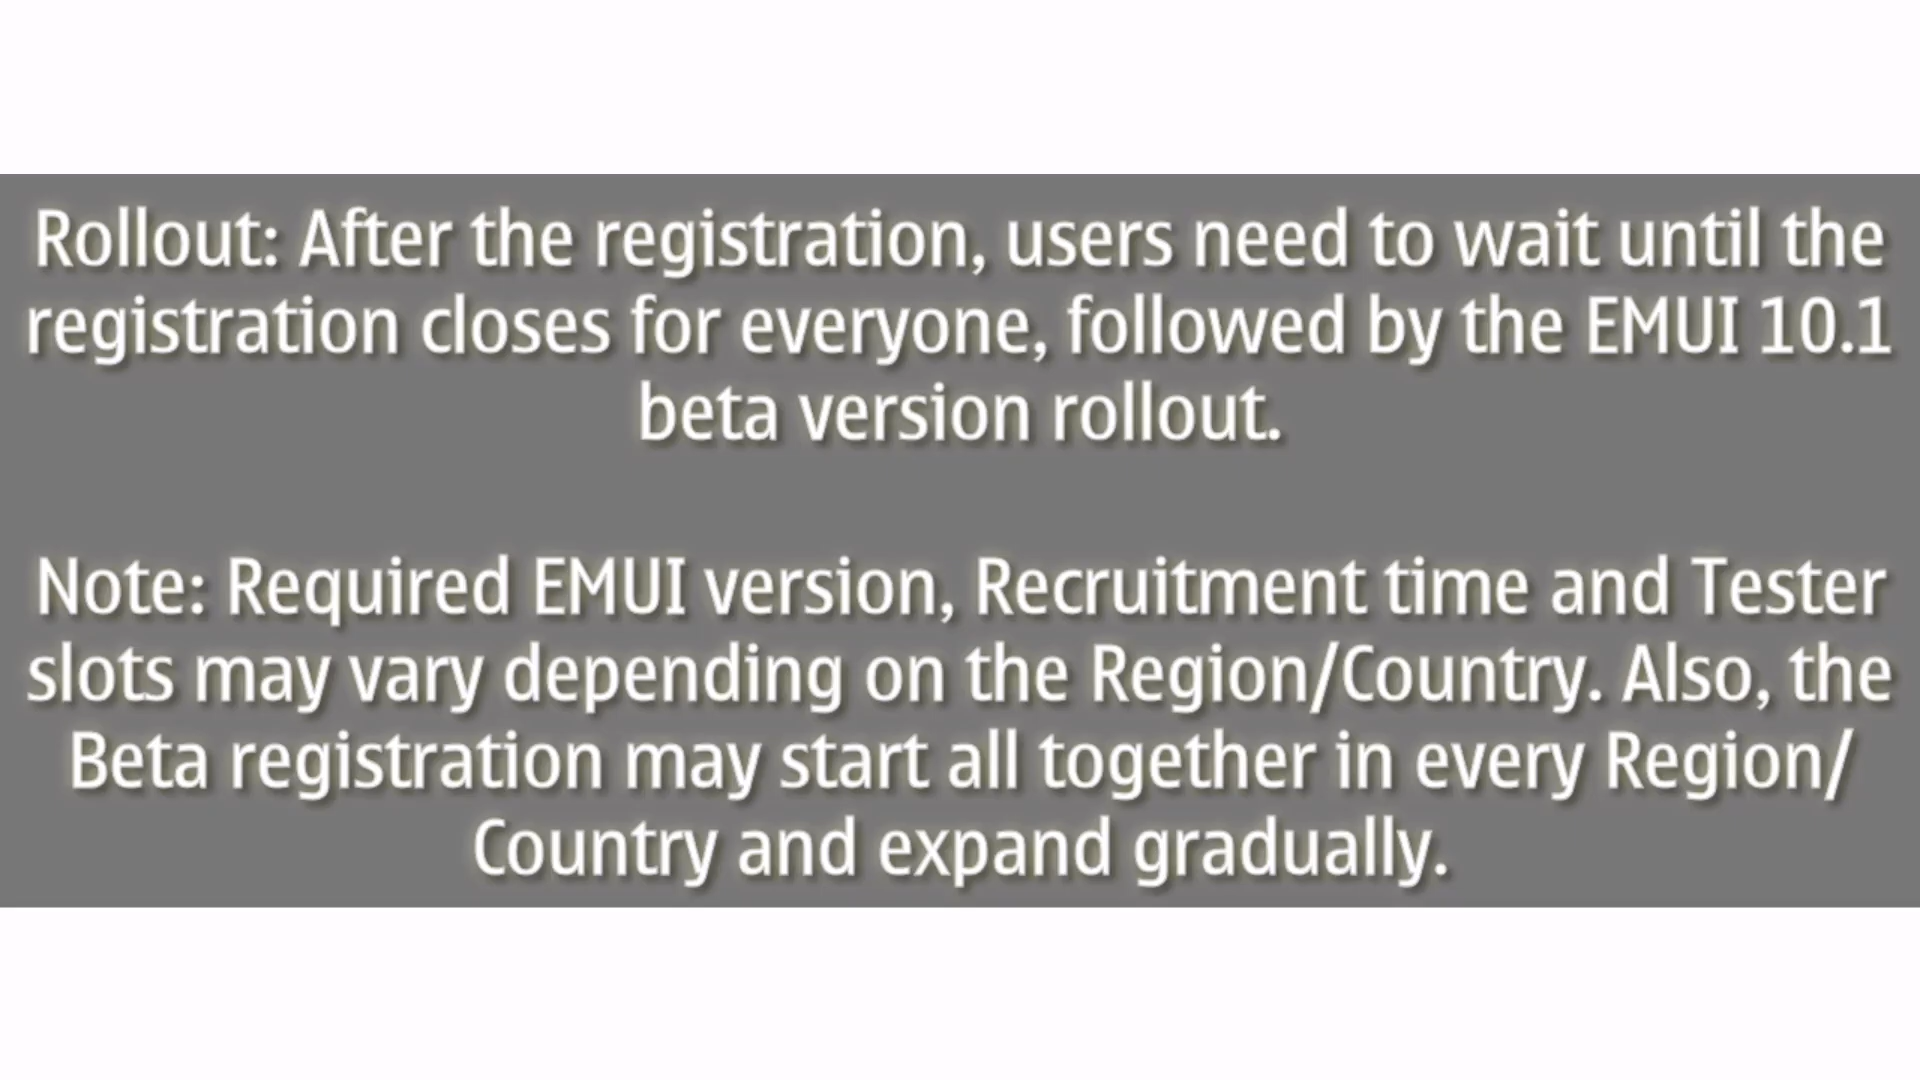 Rollout: After the registration, users need to wait until the
registration closes for everyone, followed by the EMUI 10.1
beta version rollout.
Note: Required EMUI version, Recruitment time and Tester
slots may vary depending on the Region/Country. Also, the
Beta registration may start all together in every Region/
Country and expand gradually.